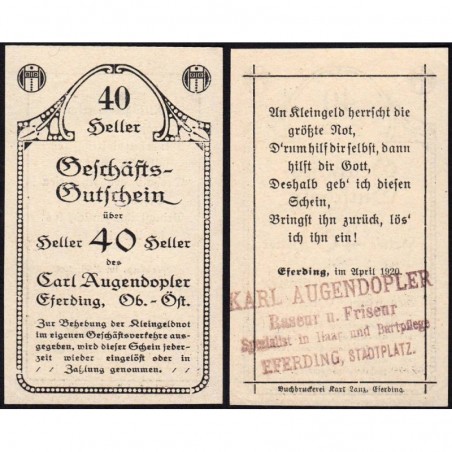 40
Heller
Geschäfts-
Gutschein
über
Heller 40 Heller
des
Carl Augendopler
Eferding, Ob.-Öst.
Zur Behebung der Kleingeldnot
im eigenen Geschäftsverkehre aus-
gegeben, wird dieser Schein jeder-
zeit wieder eingelöst oder in
Zahlung genommen.
An Kleingeld herrscht die
größte Not,
D'rum hilf dir selbst, dann
hilft dir Gott,
Deshalb geb' ich diesen
Schein,
Bringst ihn zurück, lös'
ich ihn ein!
Eferding, im April 1920.
KARL AUGENDOPLER
Raseur u. Friseur
Spezialist in Haar und Bartpflege
EFERDING, STADTPLATZ.
Buchdruckerei Karl Lanz, Eferding.